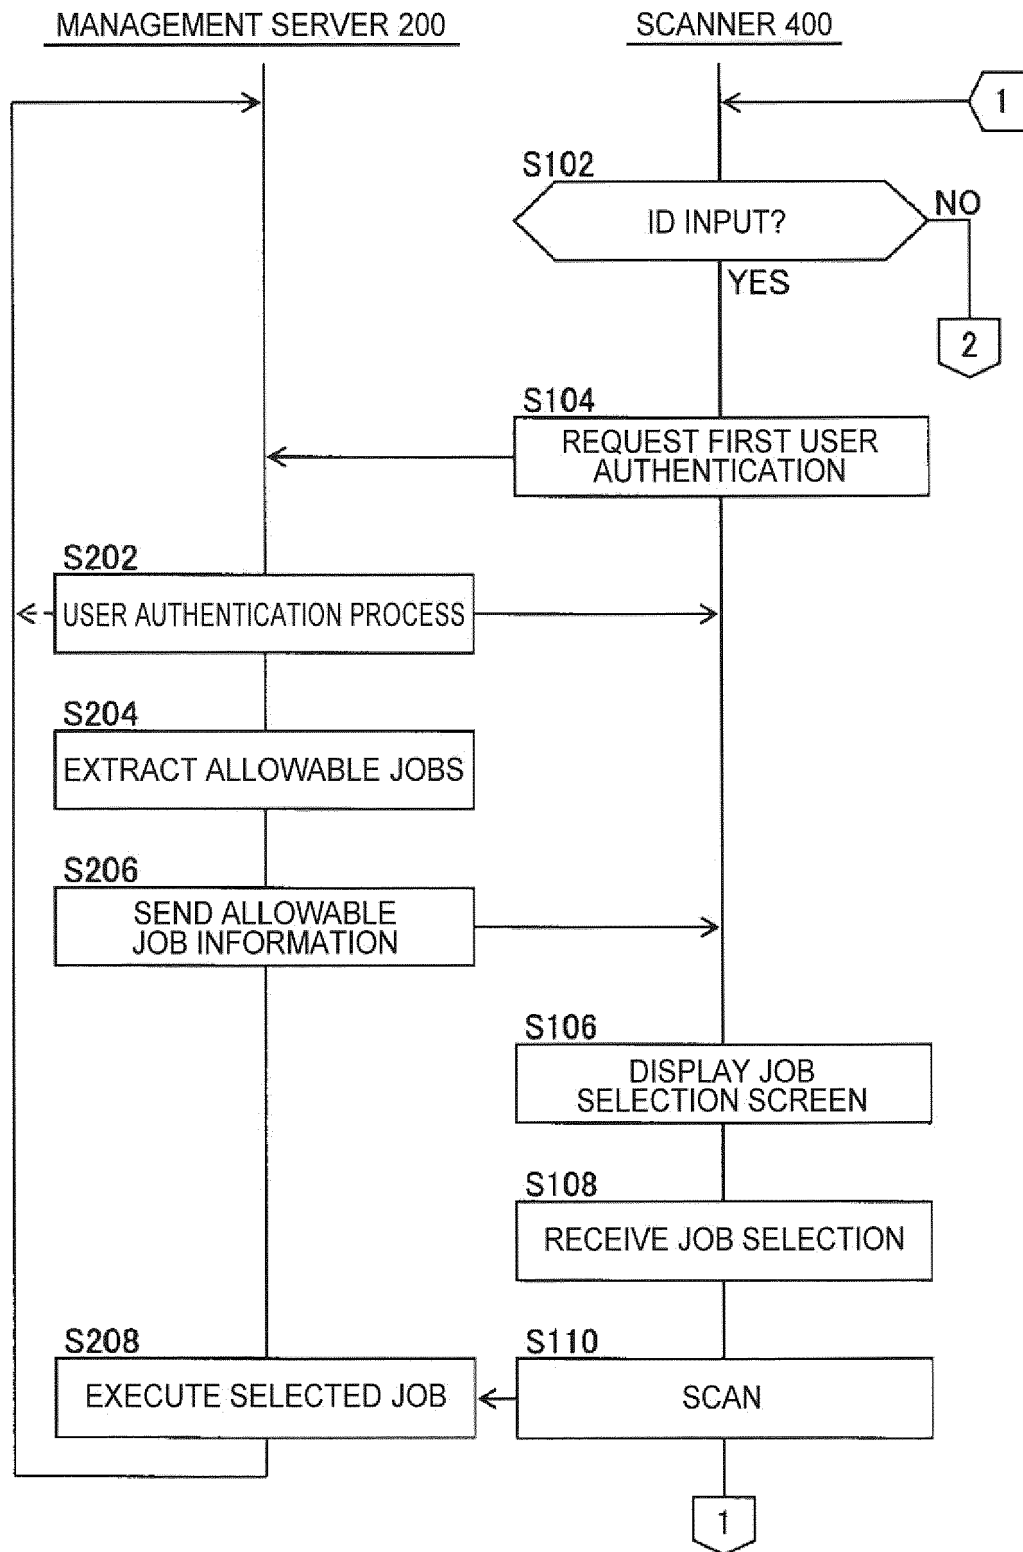 MANAGEMENT SERVER 200
SCANNER 400
1
S102
ID INPUT?
NO
YES
2
S104
REQUEST FIRST USER
AUTHENTICATION
S202
USER AUTHENTICATION PROCESS
S204
EXTRACT ALLOWABLE JOBS
S206
SEND ALLOWABLE
JOB INFORMATION
S106
DISPLAY JOB
SELECTION SCREEN
S108
RECEIVE JOB SELECTION
S208
EXECUTE SELECTED JOB
S110
SCAN
1